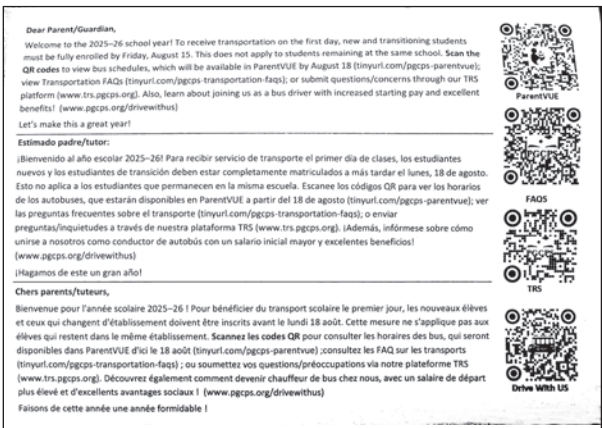 Dear Parent/Guardian,
Welcome to the 2025–26 school year! To receive transportation on the first day, new and transitioning students
must be fully enrolled by Friday, August 15. This does not apply to students remaining at the same school. Scan the
QR codes to view bus schedules, which will be available in ParentVUE by August 18 (tinyurl.com/pgcps-parentvue);
view Transportation FAQs (tinyurl.com/pgcps-transportation-faqs); or submit questions/concerns through our TRS
platform (www.trs.pgcps.org). Also, learn about joining us as a bus driver with increased starting pay and excellent
benefits! (www.pgcps.org/drivewithus)
Let's make this a great year!
Estimado padre/tutor:
¡Bienvenido al año escolar 2025–26! Para recibir servicio de transporte el primer día de clases, los estudiantes
nuevos y los estudiantes de transición deben estar completamente matriculados a más tardar el lunes, 18 de agosto.
Esto no aplica a los estudiantes que permanecen en la misma escuela. Escanee los códigos QR para ver los horarios
de los autobuses, que estarán disponibles en ParentVUE a partir del 18 de agosto (tinyurl.com/pgcps-parentvue); ver
las preguntas frecuentes sobre el transporte (tinyurl.com/pgcps-transportation-faqs); o enviar
preguntas/inquietudes a través de nuestra plataforma TRS (www.trs.pgcps.org). ¡Además, infórmese sobre cómo
unirse a nosotros como conductor de autobús con un salario inicial mayor y excelentes beneficios!
(www.pgcps.org/drivewithus)
¡Hagamos de este un gran año!
Chers parents/tuteurs,
Bienvenue pour l'année scolaire 2025–26 ! Pour bénéficier du transport scolaire le premier jour, les nouveaux élèves
et ceux qui changent d'établissement doivent être inscrits avant le lundi 18 août. Cette mesure ne s'applique pas aux
élèves qui restent dans le même établissement. Scannez les codes QR pour consulter les horaires des bus, qui seront
disponibles dans ParentVUE d'ici le 18 août (tinyurl.com/pgcps-parentvue) ;consultez les FAQ sur les transports
(tinyurl.com/pgcps-transportation-faqs) ; ou soumettez vos questions/préoccupations via notre plateforme TRS
(www.trs.pgcps.org). Découvrez également comment devenir chauffeur de bus chez nous, avec un salaire de départ
plus élevé et d'excellents avantages sociaux ! (www.pgcps.org/drivewithus)
Faisons de cette année une année formidable !
ParentVUE
FAQS
TRS
Drive With US